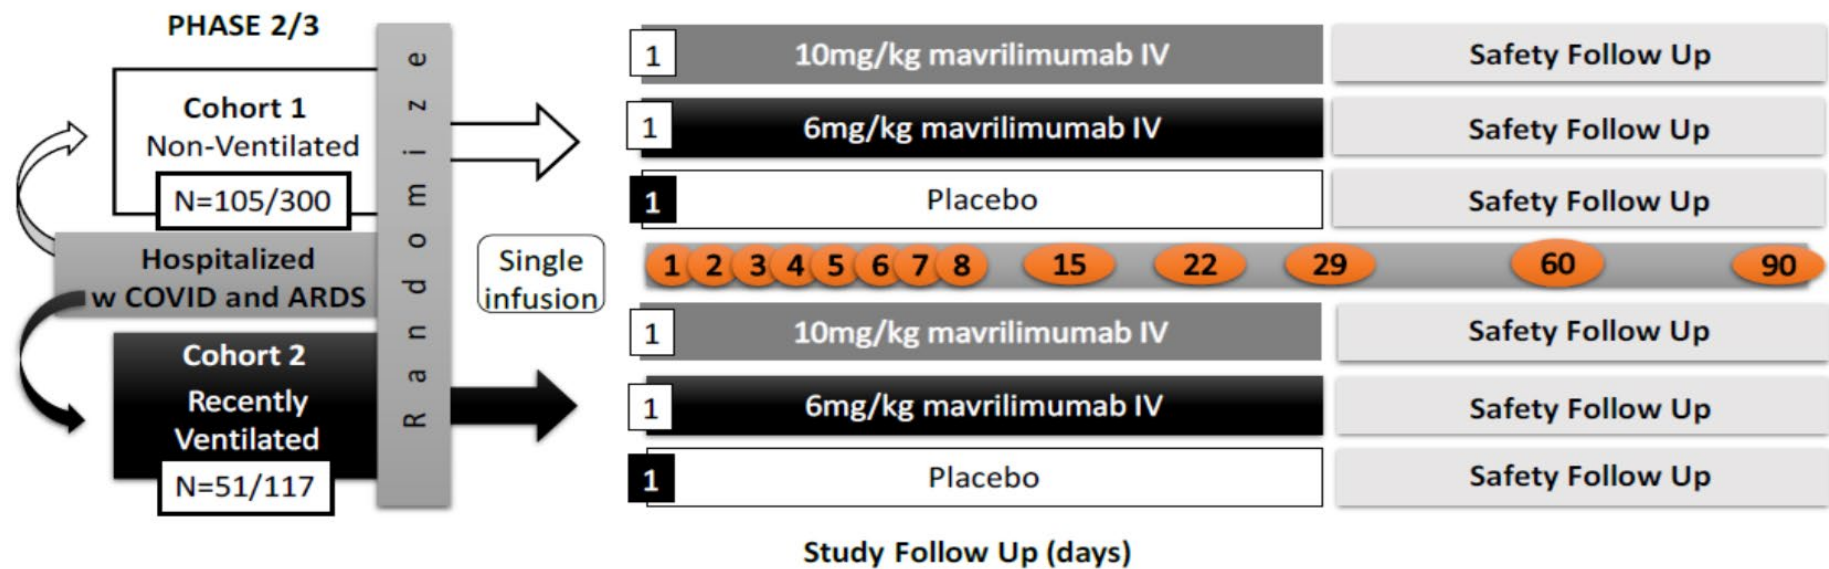 PHASE 2/3
Cohort 1
Non-Ventilated
N=105/300
Hospitalized
w COVID and ARDS
Cohort 2
Recently
Ventilated
N=51/117
Randomize
Single
infusion
1 10mg/kg mavrilimumab IV Safety Follow Up
1 6mg/kg mavrilimumab IV Safety Follow Up
1 Placebo Safety Follow Up
1 2 3 4 5 6 7 8 15 22 29 60 90
1 10mg/kg mavrilimumab IV Safety Follow Up
1 6mg/kg mavrilimumab IV Safety Follow Up
1 Placebo Safety Follow Up
Study Follow Up (days)